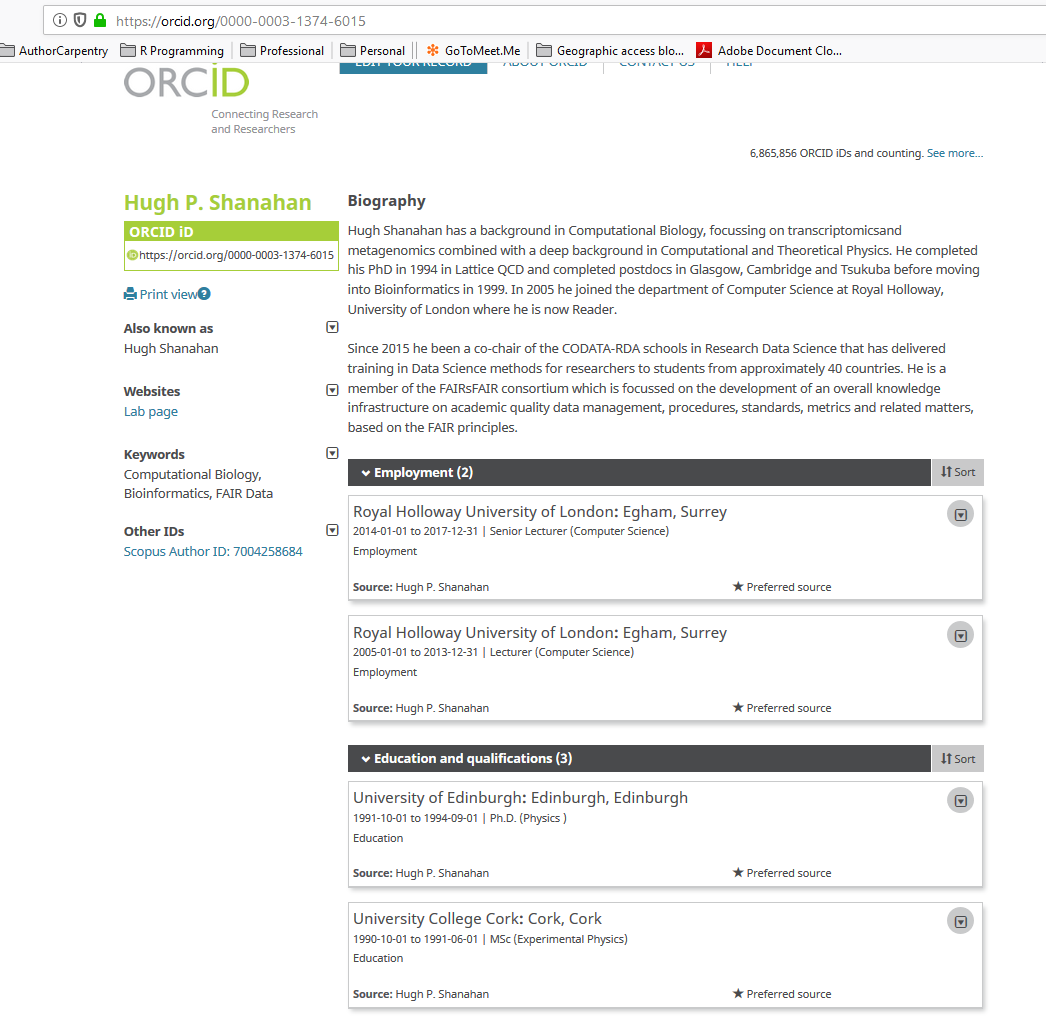 https://orcid.org/0000-0003-1374-6015
AuthorCarpentry R Programming Professional Personal GoToMeet.Me Geographic access blo... Adobe Document Clo...
EDIT YOUR RECORD ABOUT ORCID CONTACT US HELP
ORCID
Connecting Research
and Researchers
6,865,856 ORCID iDs and counting. See more...
Hugh P. Shanahan
ORCID iD
iD https://orcid.org/0000-0003-1374-6015
Print view ?
Also known as
Hugh Shanahan
Websites
Lab page
Keywords
Computational Biology,
Bioinformatics, FAIR Data
Other IDs
Scopus Author ID: 7004258684
Biography
Hugh Shanahan has a background in Computational Biology, focussing on transcriptomicsand
metagenomics combined with a deep background in Computational and Theoretical Physics. He completed
his PhD in 1994 in Lattice QCD and completed postdocs in Glasgow, Cambridge and Tsukuba before moving
into Bioinformatics in 1999. In 2005 he joined the department of Computer Science at Royal Holloway,
University of London where he is now Reader.
Since 2015 he been a co-chair of the CODATA-RDA schools in Research Data Science that has delivered
training in Data Science methods for researchers to students from approximately 40 countries. He is a
member of the FAIRsFAIR consortium which is focussed on the development of an overall knowledge
infrastructure on academic quality data management, procedures, standards, metrics and related matters,
based on the FAIR principles.
Employment (2) Sort
Royal Holloway University of London: Egham, Surrey
2014-01-01 to 2017-12-31 | Senior Lecturer (Computer Science)
Employment
Source: Hugh P. Shanahan ★ Preferred source
Royal Holloway University of London: Egham, Surrey
2005-01-01 to 2013-12-31 | Lecturer (Computer Science)
Employment
Source: Hugh P. Shanahan ★ Preferred source
Education and qualifications (3) Sort
University of Edinburgh: Edinburgh, Edinburgh
1991-10-01 to 1994-09-01 | Ph.D. (Physics )
Education
Source: Hugh P. Shanahan ★ Preferred source
University College Cork: Cork, Cork
1990-10-01 to 1991-06-01 | MSc (Experimental Physics)
Education
Source: Hugh P. Shanahan ★ Preferred source